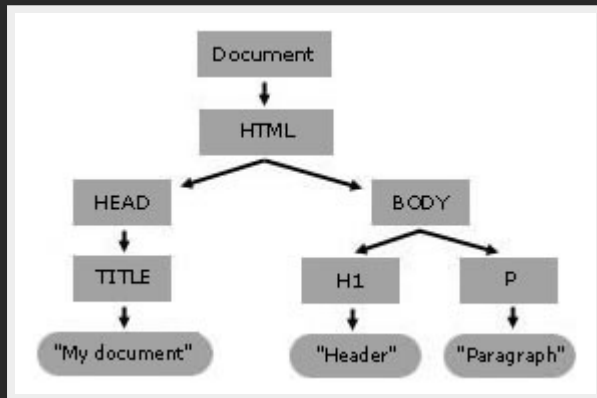 Document
HTML
HEAD
BODY
TITLE
H1
P
"My document"
"Header"
"Paragraph"